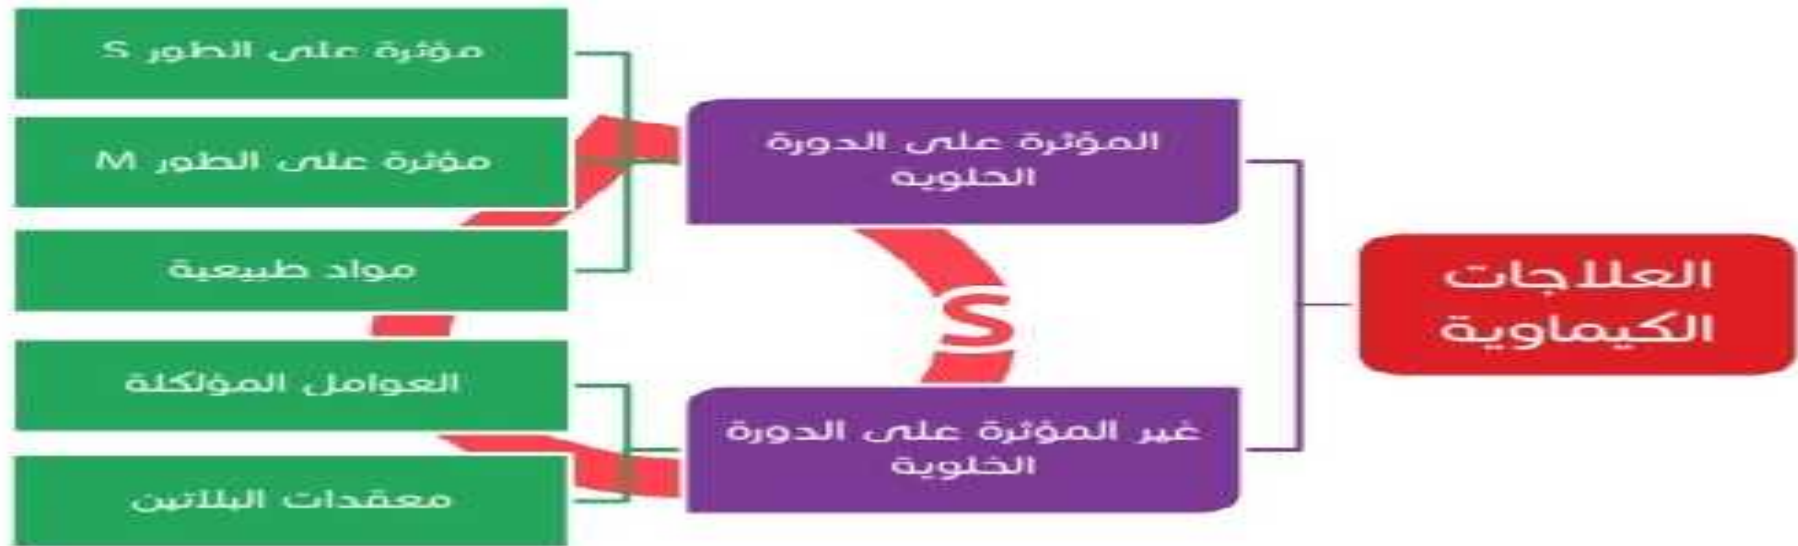 العلاجات
الكيماوية
المؤثرة على الدورة
الخلويه
مؤثرة على الطور S
مؤثرة على الطور M
مواد طبيعية
غير المؤثرة على الدورة
الخلوية
العوامل المؤلكلة
معقدات البلاتين
S